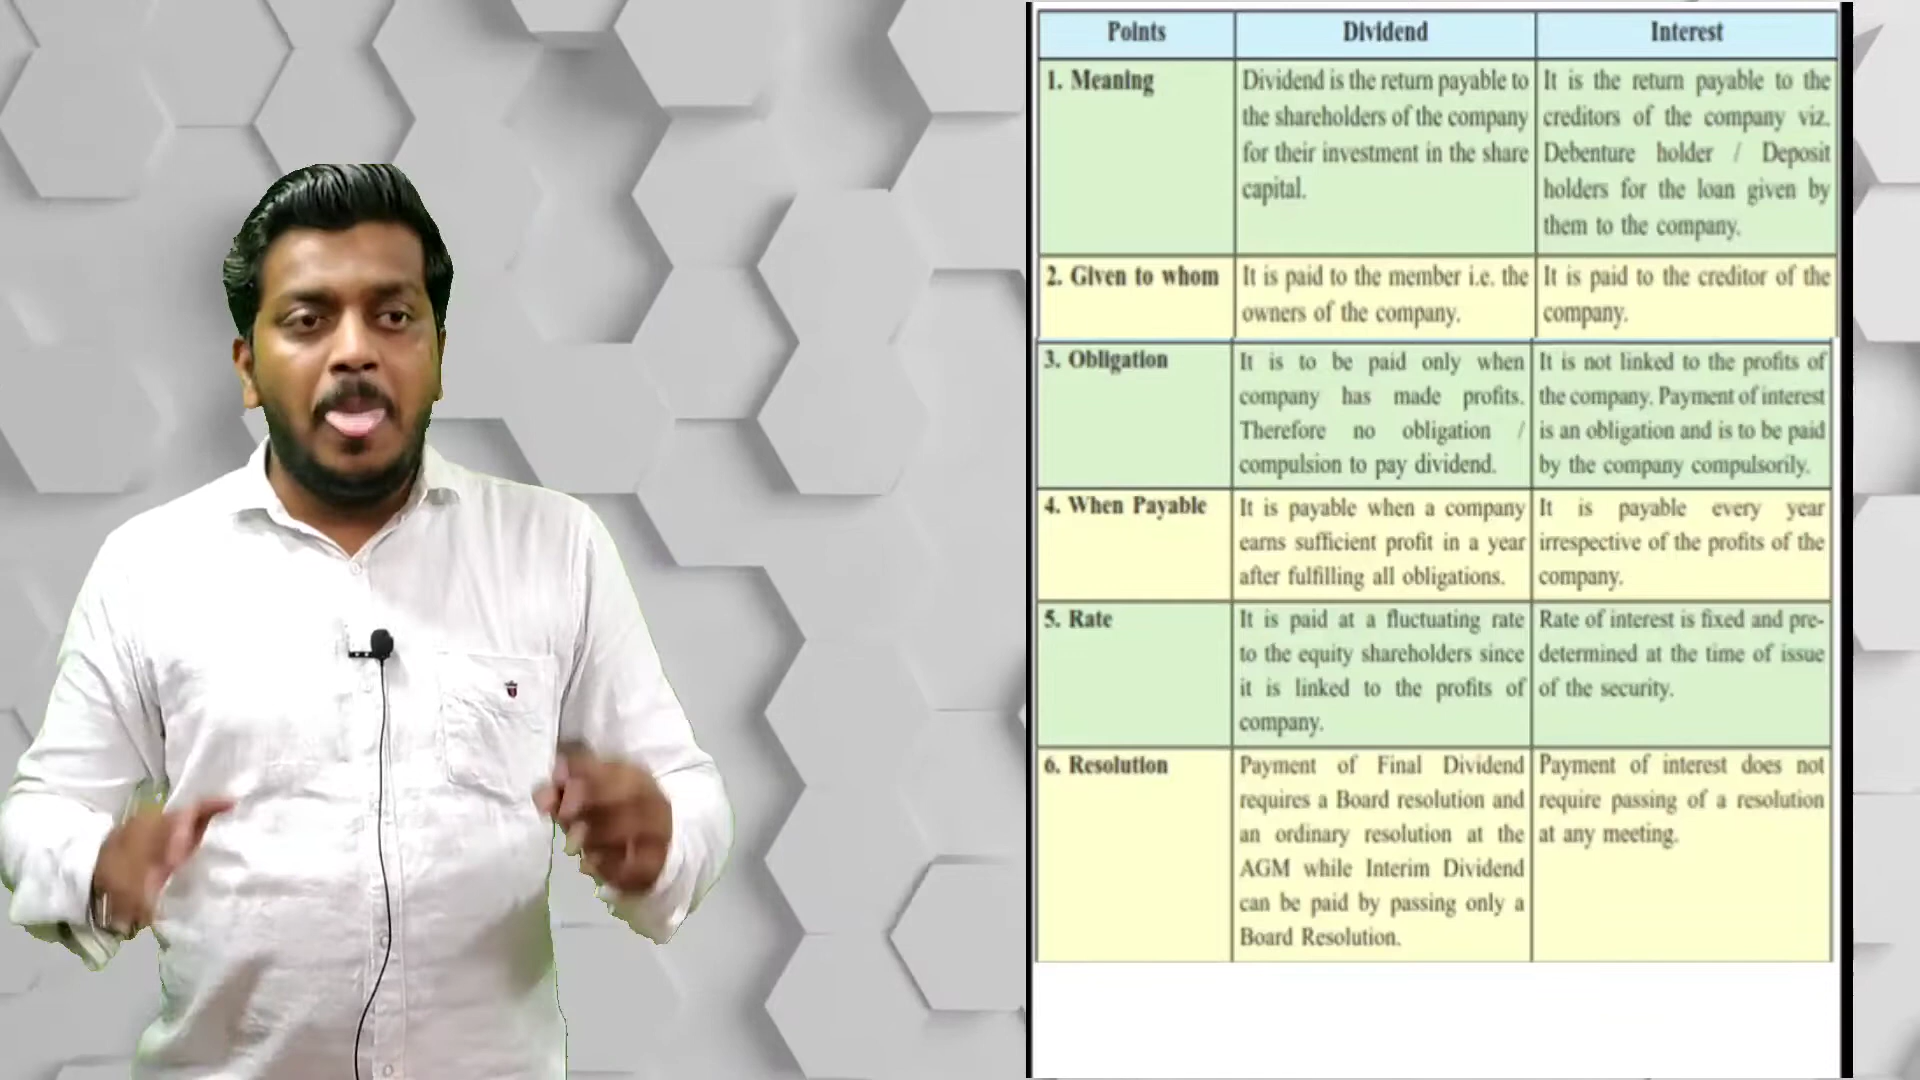 Points Dividend Interest
1. Meaning
Dividend is the return payable to
the shareholders of the company
for their investment in the share
capital.
It is the return payable to the
creditors of the company viz.
Debenture holder / Deposit
holders for the loan given by
them to the company.
2. Given to whom
It is paid to the member i.e. the
owners of the company.
It is paid to the creditor of the
company.
3. Obligation
It is to be paid only when
company has made profits.
Therefore no obligation /
compulsion to pay dividend.
It is not linked to the profits of
the company. Payment of interest
is an obligation and is to be paid
by the company compulsorily.
4. When Payable
It is payable when a company
earns sufficient profit in a year
after fulfilling all obligations.
It is payable every year
irrespective of the profits of the
company.
5. Rate
It is paid at a fluctuating rate
to the equity shareholders since
it is linked to the profits of
company.
Rate of interest is fixed and pre-
determined at the time of issue
of the security.
6. Resolution
Payment of Final Dividend
requires a Board resolution and
an ordinary resolution at the
AGM while Interim Dividend
can be paid by passing only a
Board Resolution.
Payment of interest does not
require passing of a resolution
at any meeting.